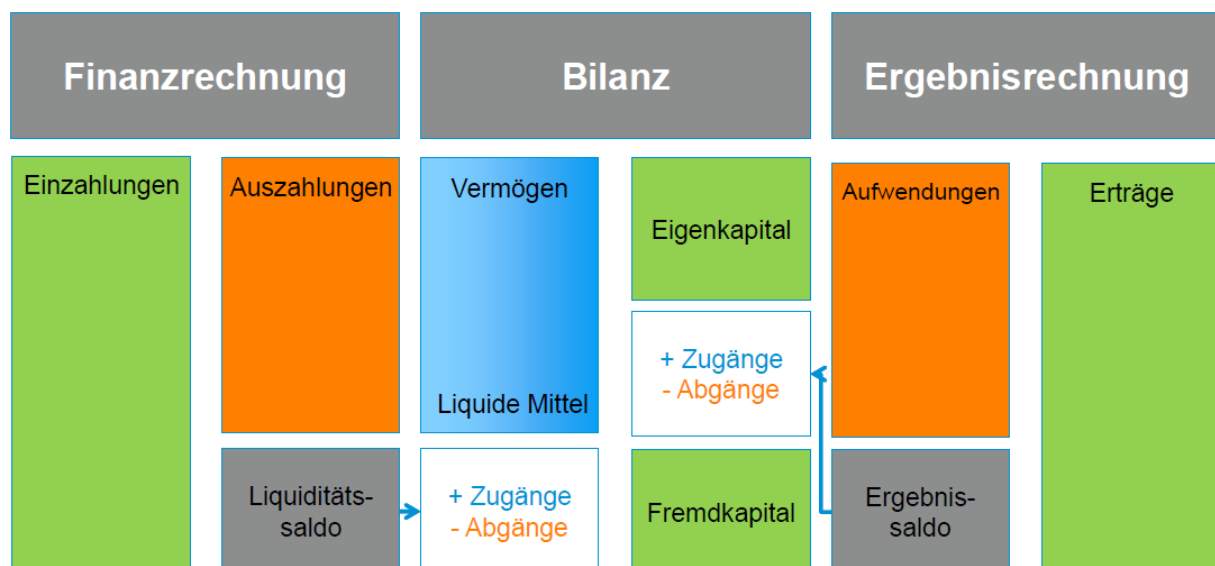 Finanzrechnung
Bilanz
Ergebnisrechnung
Einzahlungen
Auszahlungen
Vermögen
Liquide Mittel
Eigenkapital
Aufwendungen
Erträge
+ Zugänge
- Abgänge
Liquiditäts-
saldo
+ Zugänge
- Abgänge
Fremdkapital
Ergebnis-
saldo